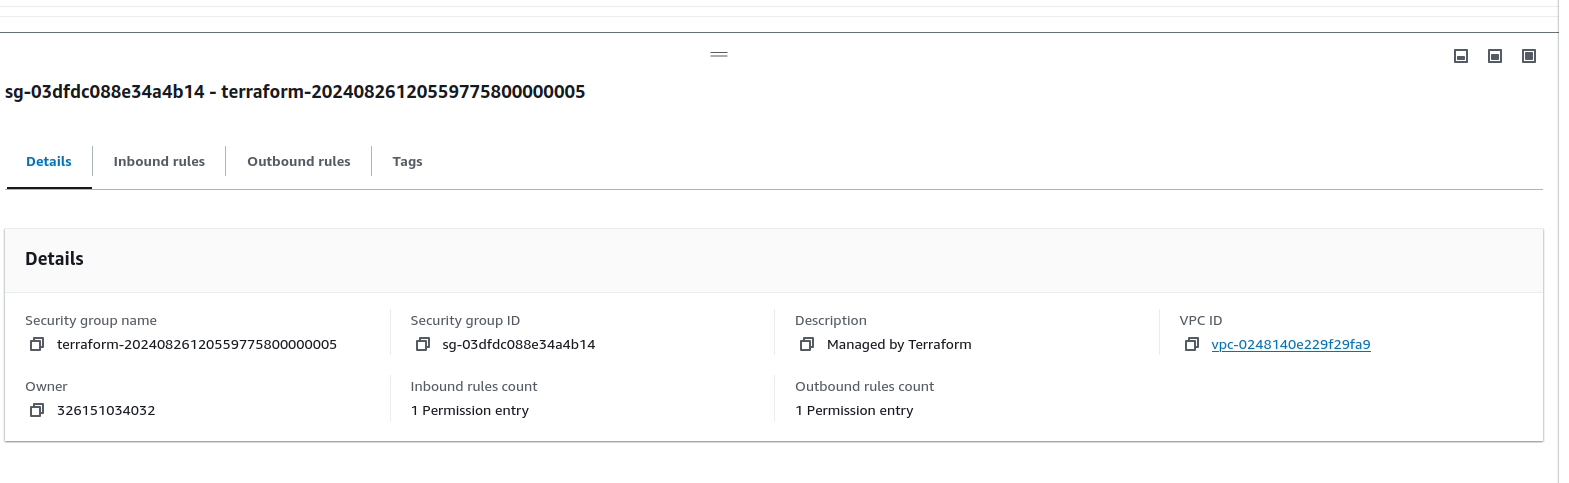 sg-03dfdc088e34a4b14 - terraform-20240826120559775800000005
Details
Inbound rules
Outbound rules
Tags
Details
Security group name
terraform-20240826120559775800000005
Security group ID
sg-03dfdc088e34a4b14
Description
Managed by Terraform
VPC ID
vpc-0248140e229f29fa9
Owner
326151034032
Inbound rules count
1 Permission entry
Outbound rules count
1 Permission entry